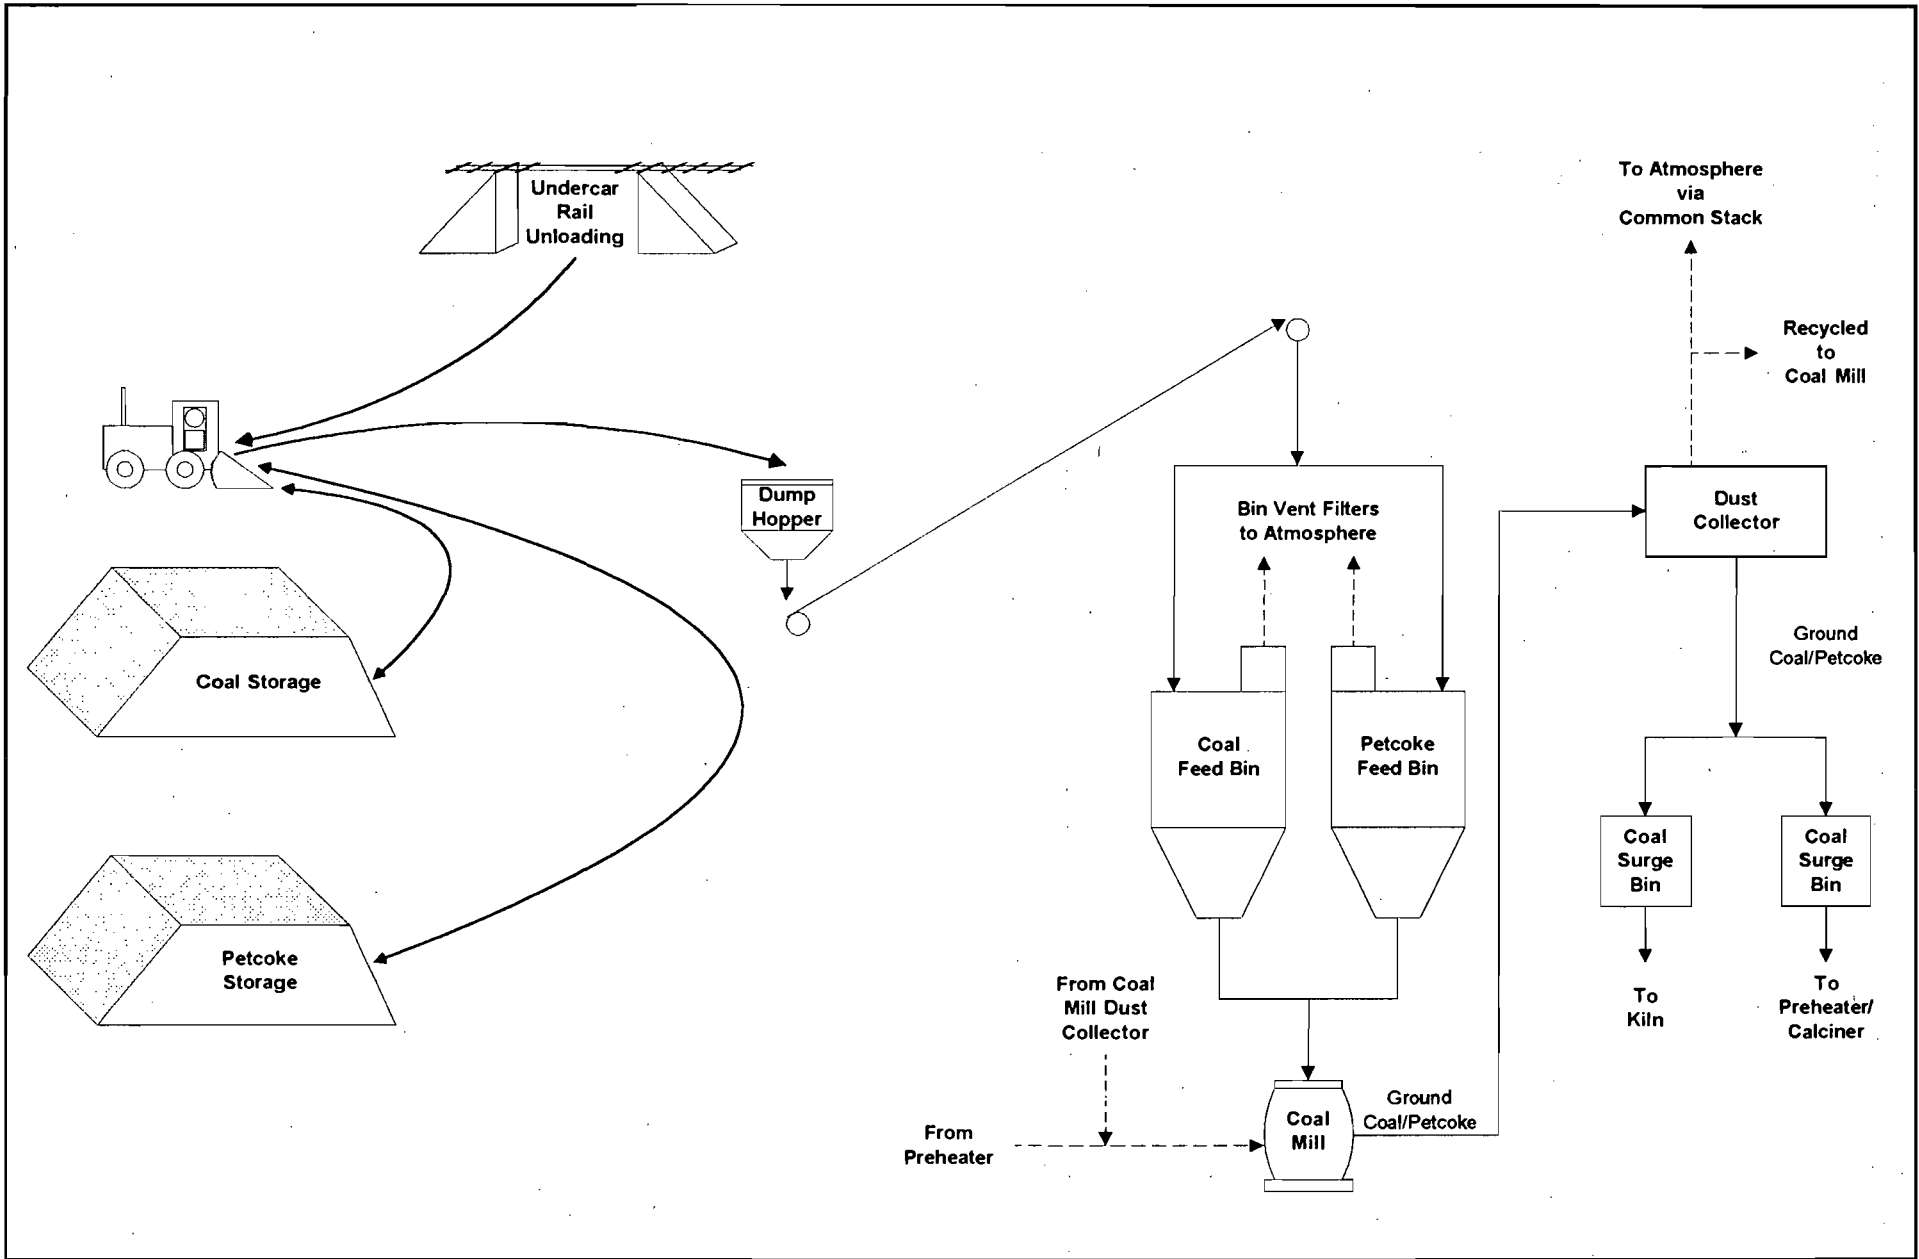 Undercar
Rail
Unloading
To Atmosphere
via
Common Stack
Recycled
to
Coal Mill
Dump
Hopper
Bin Vent Filters
to Atmosphere
Dust
Collector
Ground
Coal/Petcoke
Coal Storage
Coal
Feed Bin
Petcoke
Feed Bin
Coal
Surge
Bin
Coal
Surge
Bin
Petcoke
Storage
From Coal
Mill Dust
Collector
To
Kiln
To
Preheater/
Calciner
From
Preheater
Coal
Mill
Ground
Coal/Petcoke